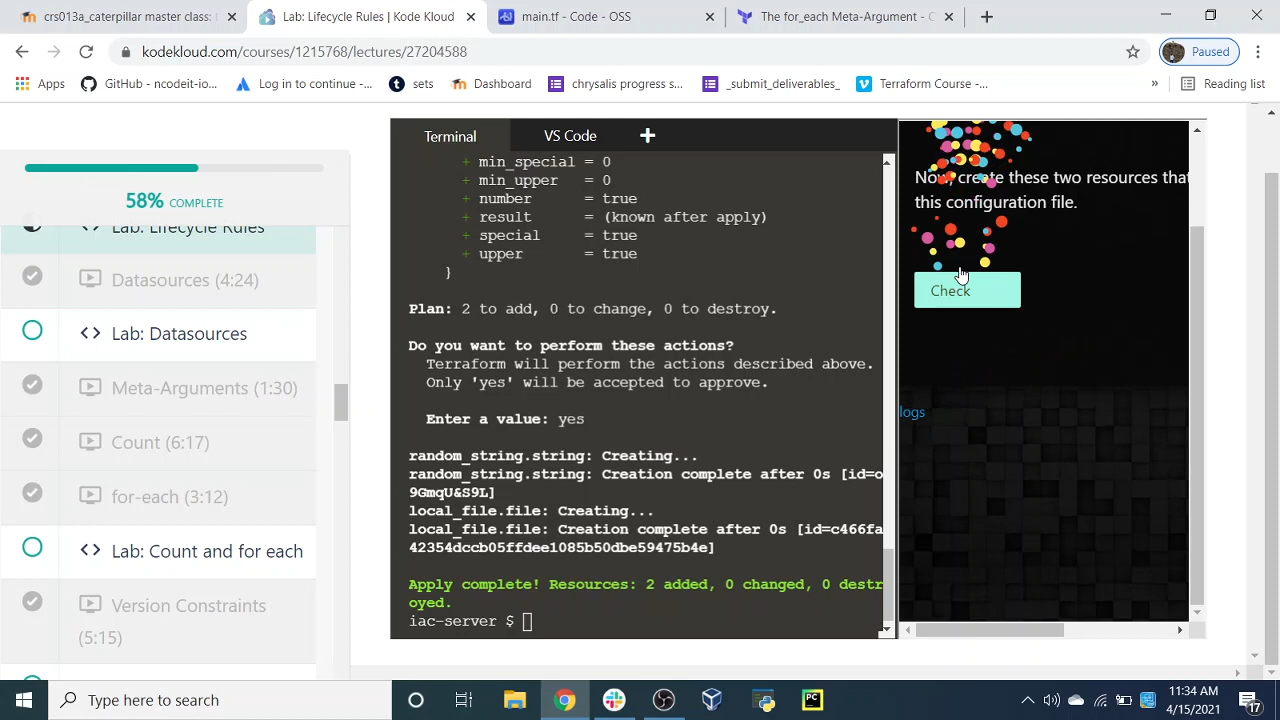 crs013a_caterpillar master class: t
Lab: Lifecycle Rules | Kode Kloud
main.tf - Code - OSS
The for_each Meta-Argument - C
kodekloud.com/courses/1215768/lectures/27204588
Paused
Apps
GitHub - ncodeit-io...
Log in to continue -...
sets
Dashboard
chrysalis progress s...
_submit_deliverables_
Terraform Course -...
»
Reading list
58% COMPLETE
Lab: Lifecycle Rules
Datasources (4:24)
Lab: Datasources
Meta-Arguments (1:30)
Count (6:17)
for-each (3:12)
Lab: Count and for each
Version Constraints
(5:15)
Terminal
VS Code
+ min_special = 0
+ min_upper = 0
+ number = true
+ result = (known after apply)
+ special = true
+ upper = true
}
Plan: 2 to add, 0 to change, 0 to destroy.
Do you want to perform these actions?
Terraform will perform the actions described above.
Only 'yes' will be accepted to approve.
Enter a value: yes
random_string.string: Creating...
random_string.string: Creation complete after 0s [id=o
9GmqU&S9L]
local_file.file: Creating...
local_file.file: Creation complete after 0s [id=c466fa
42354dccb05ffdee1085b50dbe59475b4e]
Apply complete! Resources: 2 added, 0 changed, 0 destr
oyed.
iac-server $
Now, create these two resources that
this configuration file.
Check
logs
Type here to search
PC
11:34 AM
4/15/2021
17